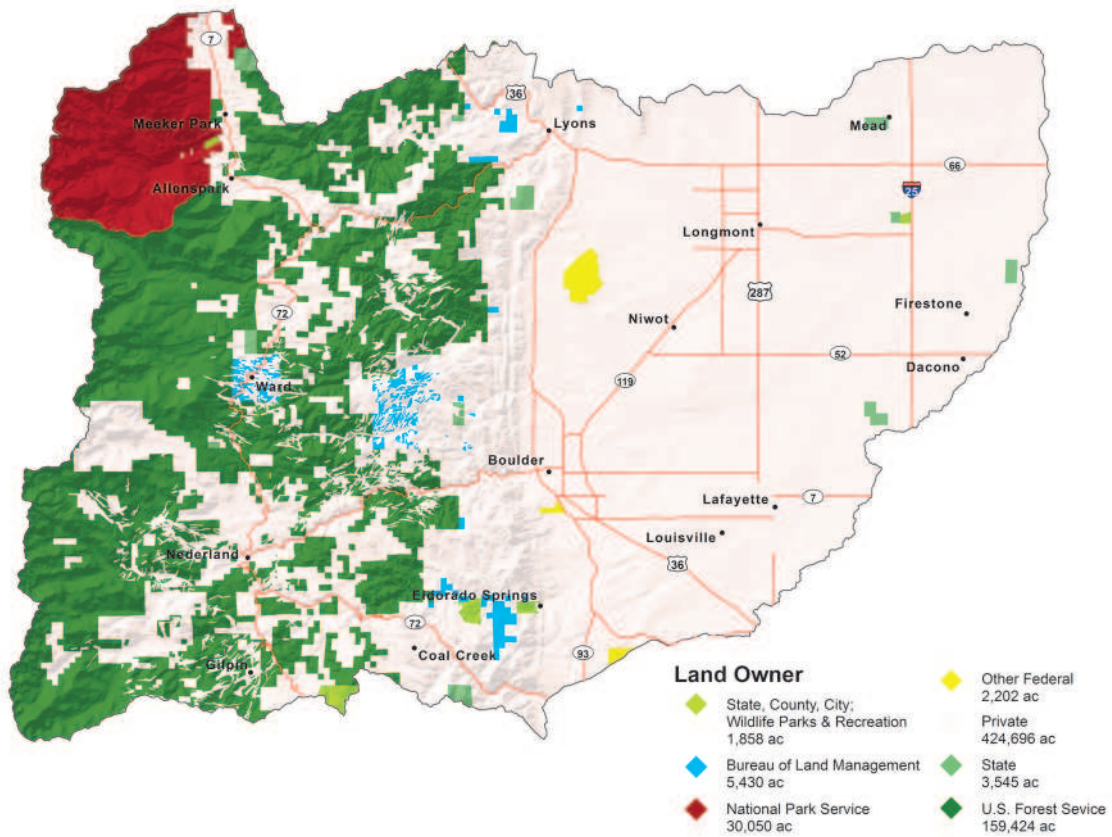 7
36
Meeker Park
Lyons
Mead
Allenspark
66
25
Longmont
287
Firestone
72
Niwot
52
Dacono
Ward
119
Boulder
Lafayette
7
Louisville
Nederland
36
Eldorado Springs
72
93
Coal Creek
Gilpin
Land Owner
State, County, City;
Wildlife Parks & Recreation
1,858 ac
Bureau of Land Management
5,430 ac
National Park Service
30,050 ac
Other Federal
2,202 ac
Private
424,696 ac
State
3,545 ac
U.S. Forest Sevice
159,424 ac